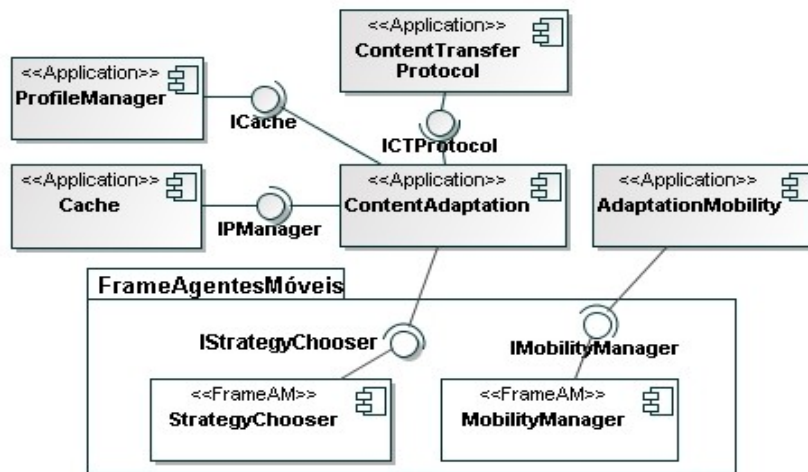 <<Application>>
ContentTransfer
Protocol
<<Application>>
ProfileManager
ICache
ICTProtocol
<<Application>>
Cache
IPManager
<<Application>>
ContentAdaptation
<<Application>>
AdaptationMobility
FrameAgentesMóveis
IStrategyChooser
IMobilityManager
<<FrameAM>>
StrategyChooser
<<FrameAM>>
MobilityManager